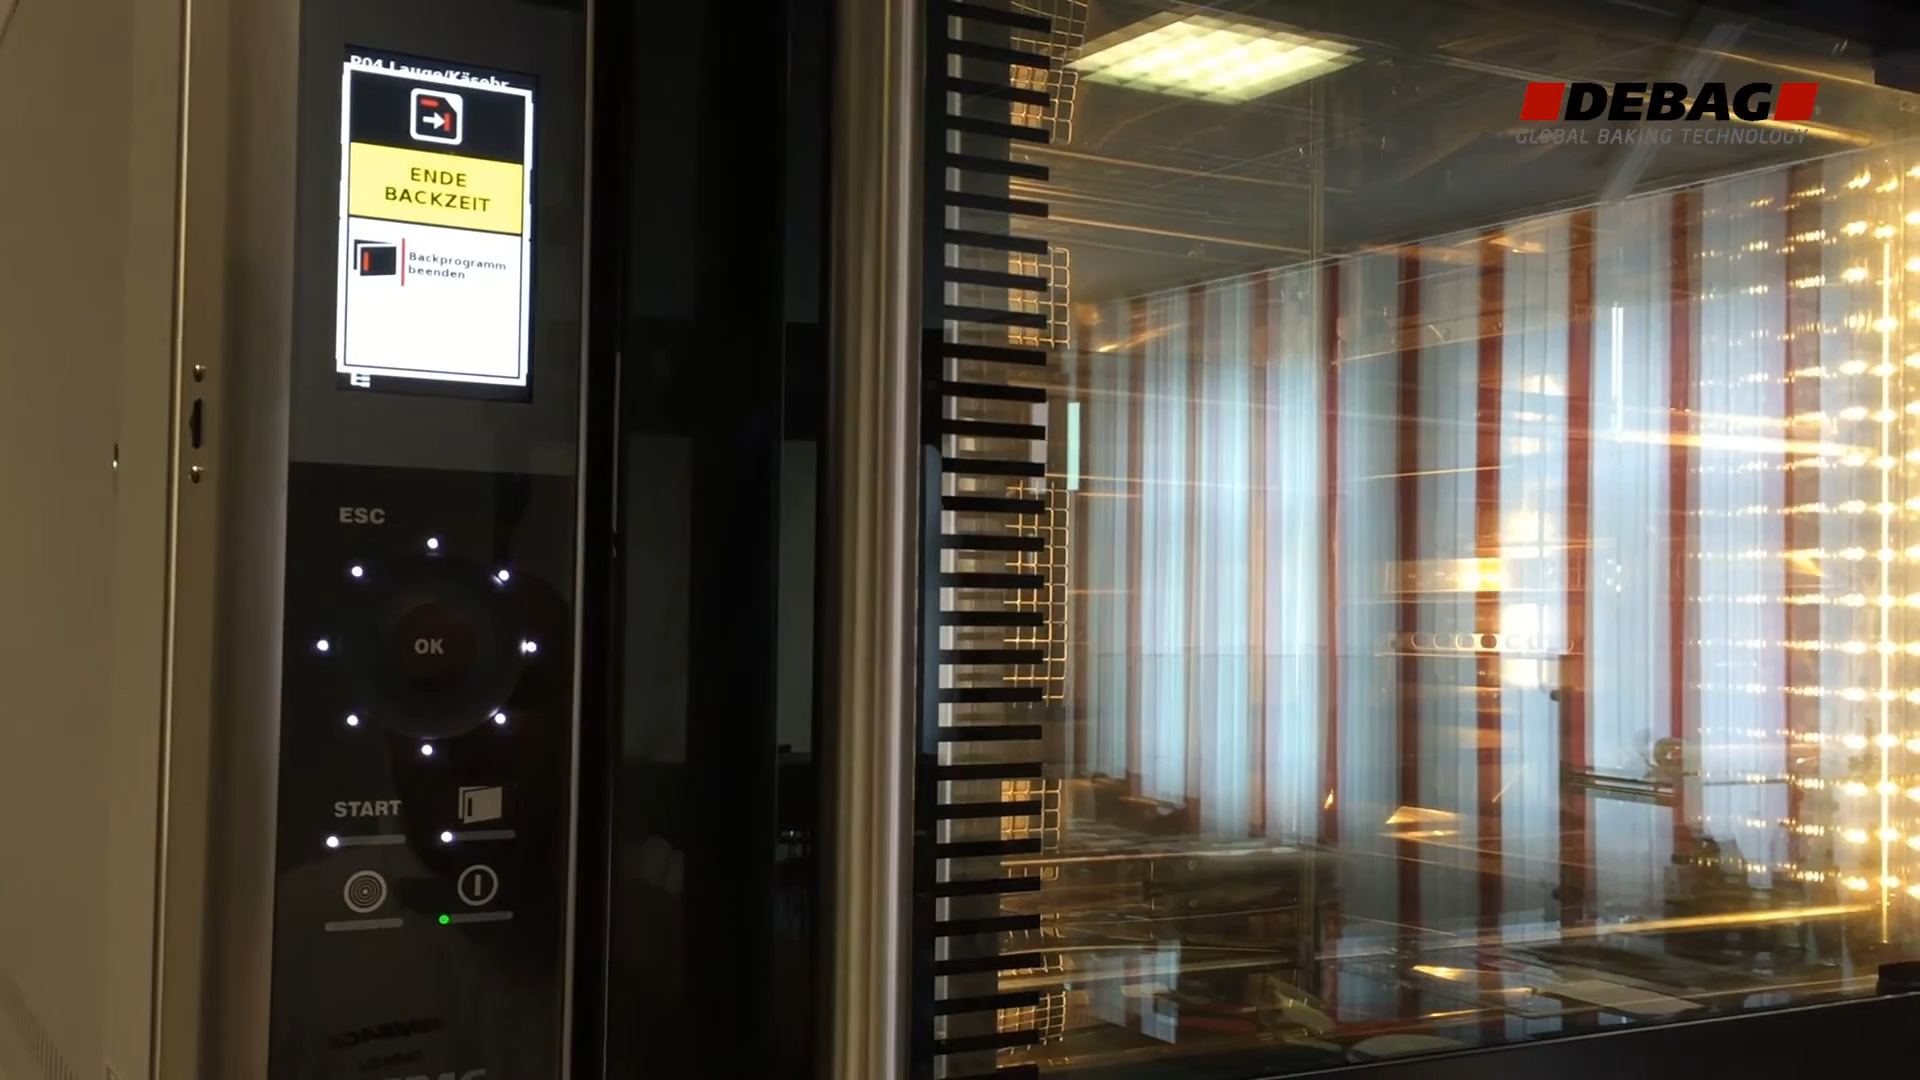 P04 Lauge/Käsebr
ENDE
BACKZEIT
Backprogramm
beenden
ESC
OK
START
DEBAG
GLOBAL BAKING TECHNOLOGY